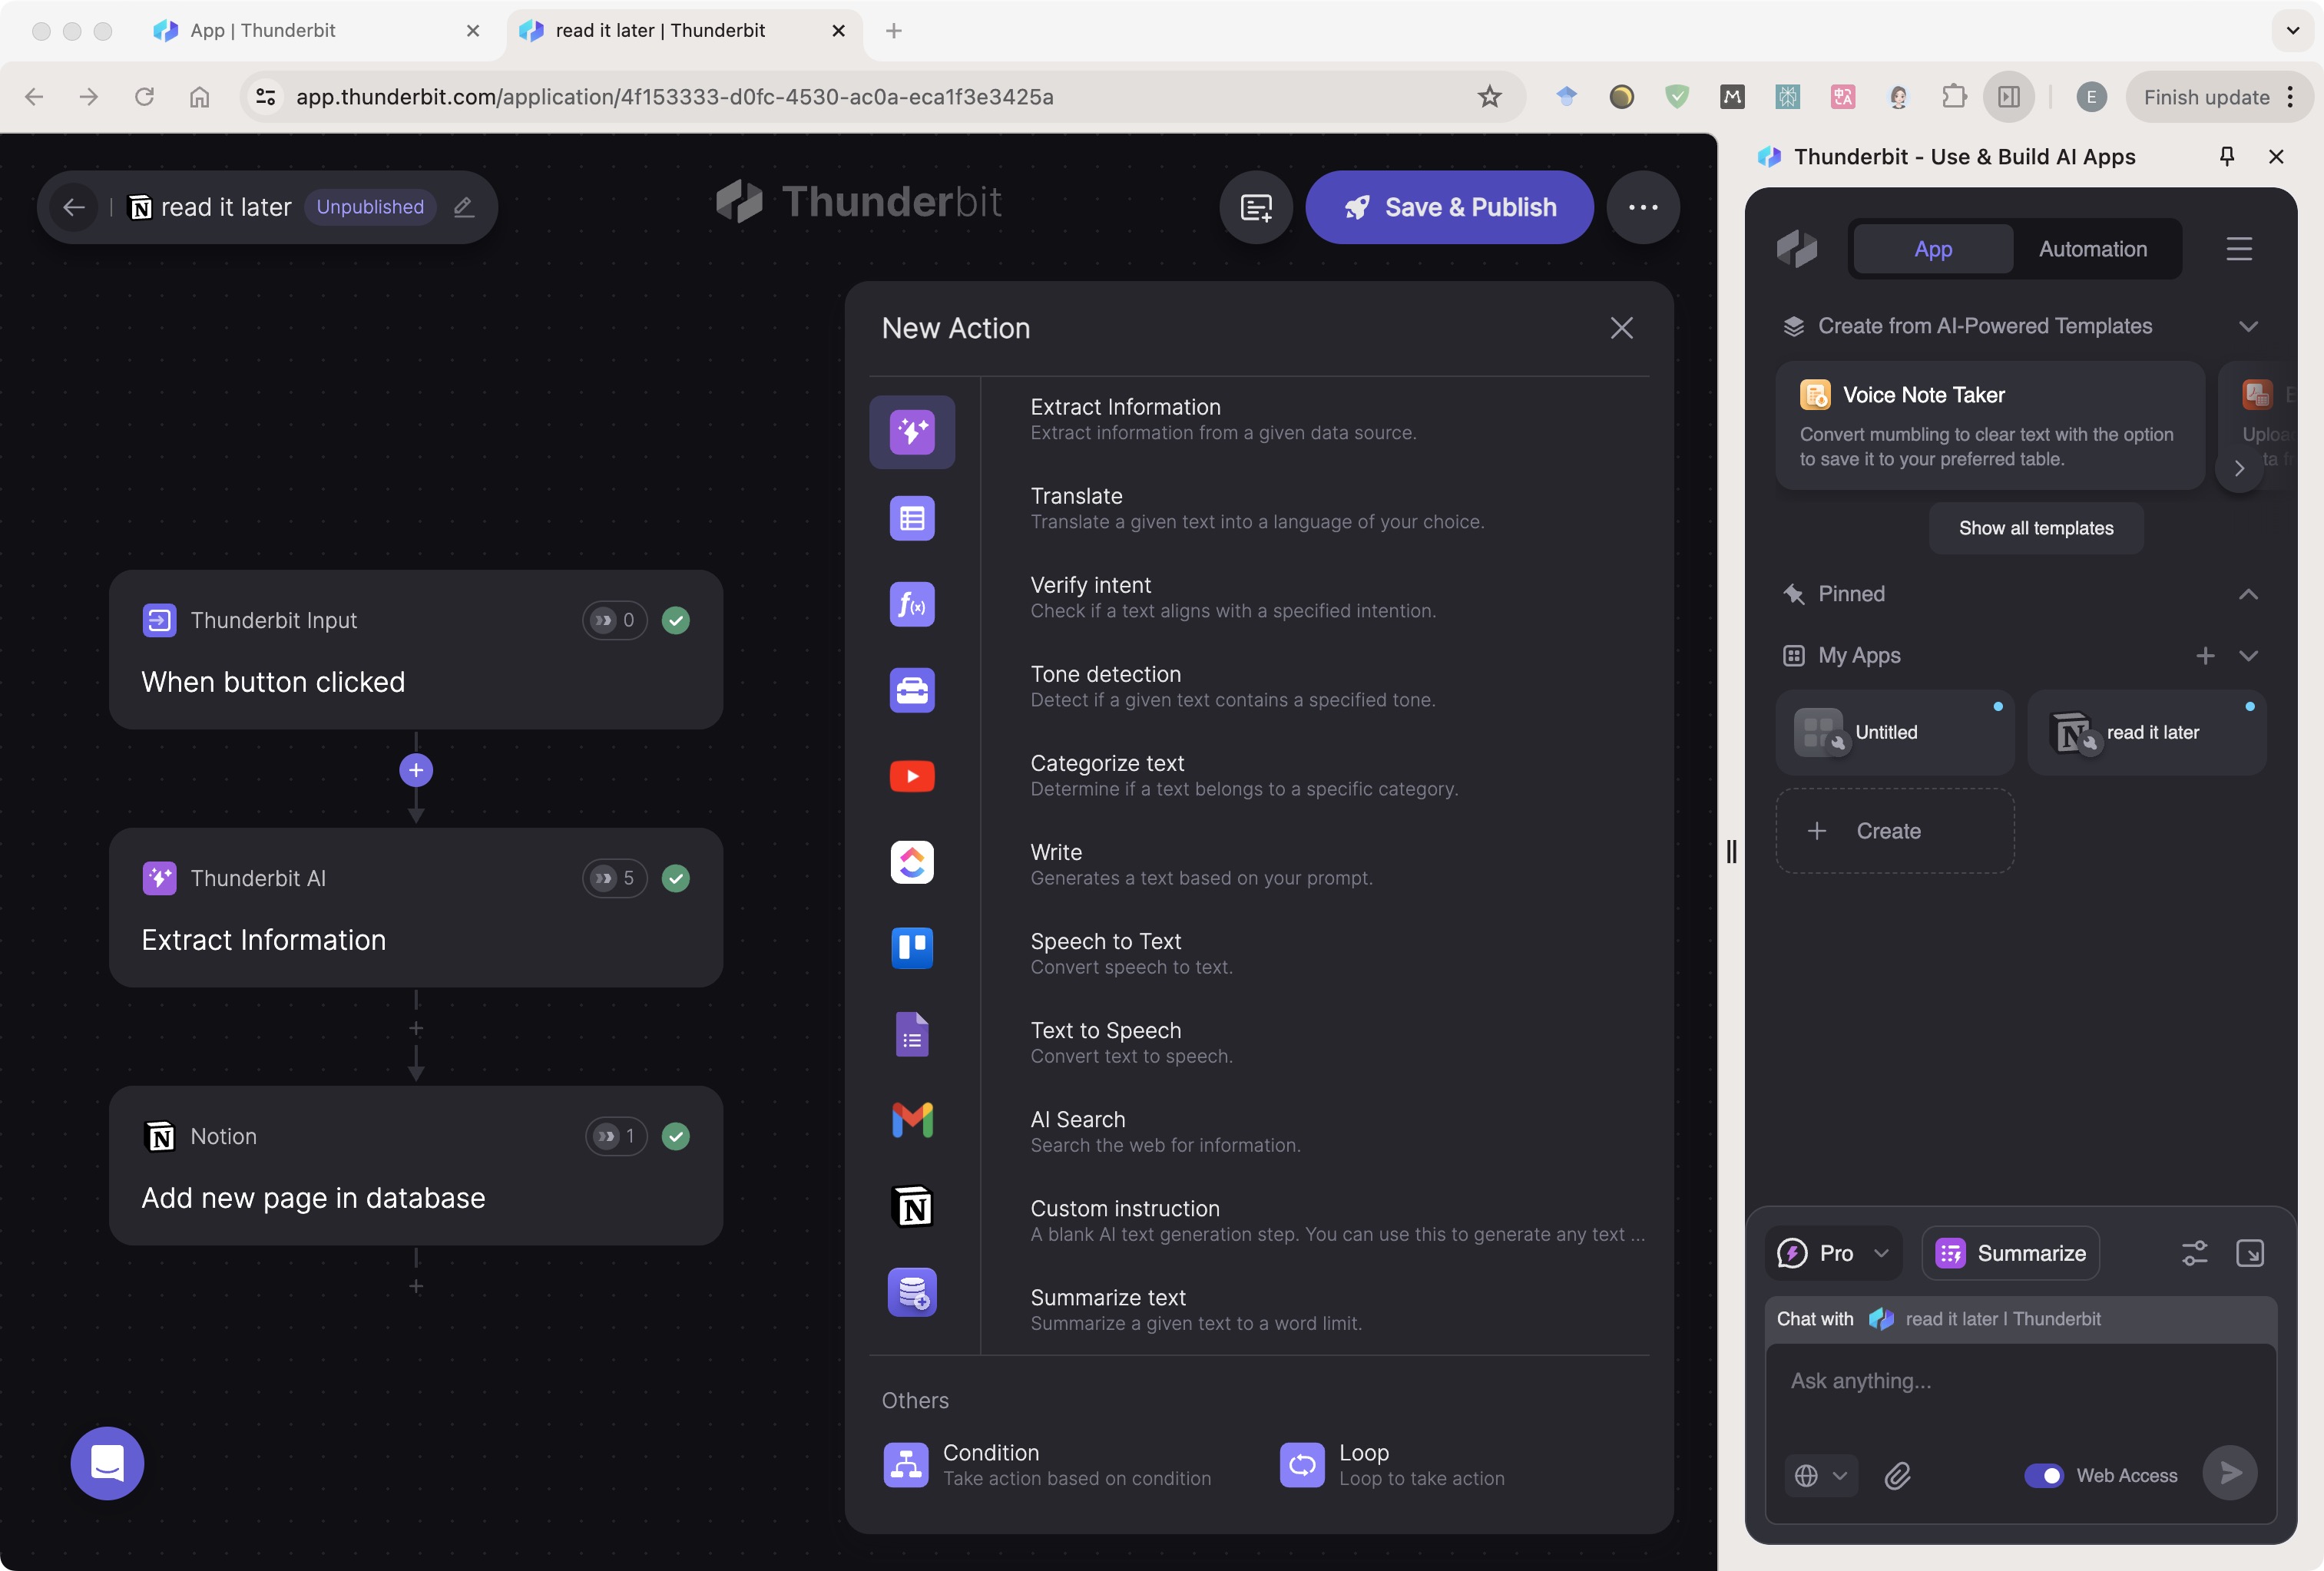 App | Thunderbit
read it later | Thunderbit
app.thunderbit.com/application/4f153333-d0fc-4530-ac0a-eca1f3e3425a
E
Finish update
read it later
Unpublished
Thunderbit
Save & Publish
Thunderbit Input
0
When button clicked
Thunderbit AI
5
Extract Information
Notion
1
Add new page in database
New Action
Extract Information
Extract information from a given data source.
Translate
Translate a given text into a language of your choice.
Verify intent
Check if a text aligns with a specified intention.
f(x)
Tone detection
Detect if a given text contains a specified tone.
Categorize text
Determine if a text belongs to a specific category.
Write
Generates a text based on your prompt.
Speech to Text
Convert speech to text.
Text to Speech
Convert text to speech.
AI Search
Search the web for information.
Custom instruction
A blank AI text generation step. You can use this to generate any text ...
Summarize text
Summarize a given text to a word limit.
Others
Condition
Take action based on condition
Loop
Loop to take action
Thunderbit - Use & Build AI Apps
App
Automation
Create from AI-Powered Templates
Voice Note Taker
Convert mumbling to clear text with the option
to save it to your preferred table.
Show all templates
Pinned
My Apps
Untitled
read it later
Create
Pro
Summarize
Chat with
read it later | Thunderbit
Ask anything...
Web Access